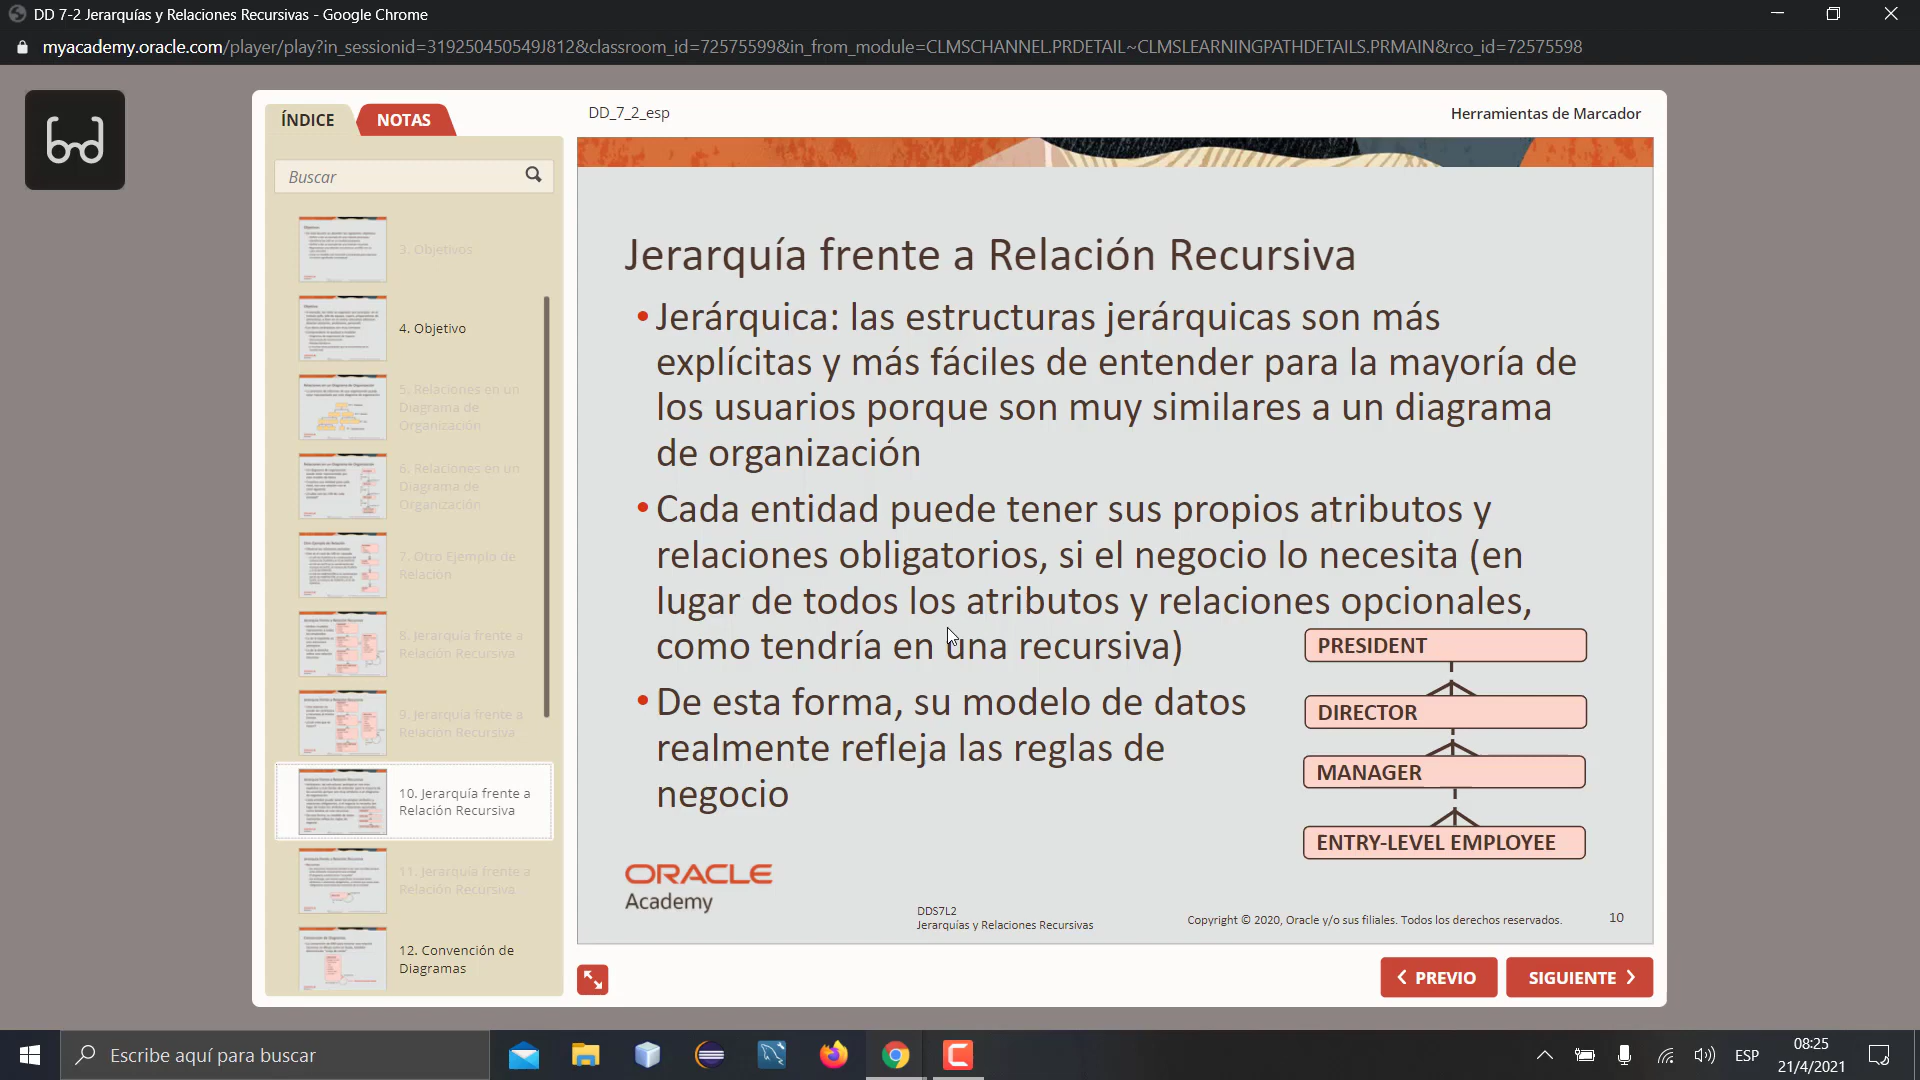 DD 7-2 Jerarquías y Relaciones Recursivas - Google Chrome
myacademy.oracle.com/player/play?in_sessionid=319250450549J812&classroom_id=72575599&in_from_module=CLMSCHANNEL.PRDETAIL~CLMSLEARNINGPATHDETAILS.PRMAIN&rco_id=72575598
ÍNDICE
NOTAS
DD_7_2_esp
Herramientas de Marcador
Buscar
3. Objetivos
4. Objetivo
5. Relaciones en un
Diagrama de
Organización
6. Relaciones en un
Diagrama de
Organización
7. Otro Ejemplo de
Relación
8. Jerarquía frente a
Relación Recursiva
9. Jerarquía frente a
Relación Recursiva
10. Jerarquía frente a
Relación Recursiva
11. Jerarquía frente a
Relación Recursiva
12. Convención de
Diagramas
Jerarquía frente a Relación Recursiva
•Jerárquica: las estructuras jerárquicas son más
explícitas y más fáciles de entender para la mayoría de
los usuarios porque son muy similares a un diagrama
de organización
•Cada entidad puede tener sus propios atributos y
relaciones obligatorios, si el negocio lo necesita (en
lugar de todos los atributos y relaciones opcionales,
como tendría en una recursiva)
•De esta forma, su modelo de datos
realmente refleja las reglas de
negocio
PRESIDENT
DIRECTOR
MANAGER
ENTRY-LEVEL EMPLOYEE
ORACLE
Academy
DDS7L2
Jerarquías y Relaciones Recursivas
Copyright © 2020, Oracle y/o sus filiales. Todos los derechos reservados.
10
PREVIO
SIGUIENTE
Escribe aquí para buscar
ESP
08:25
21/4/2021